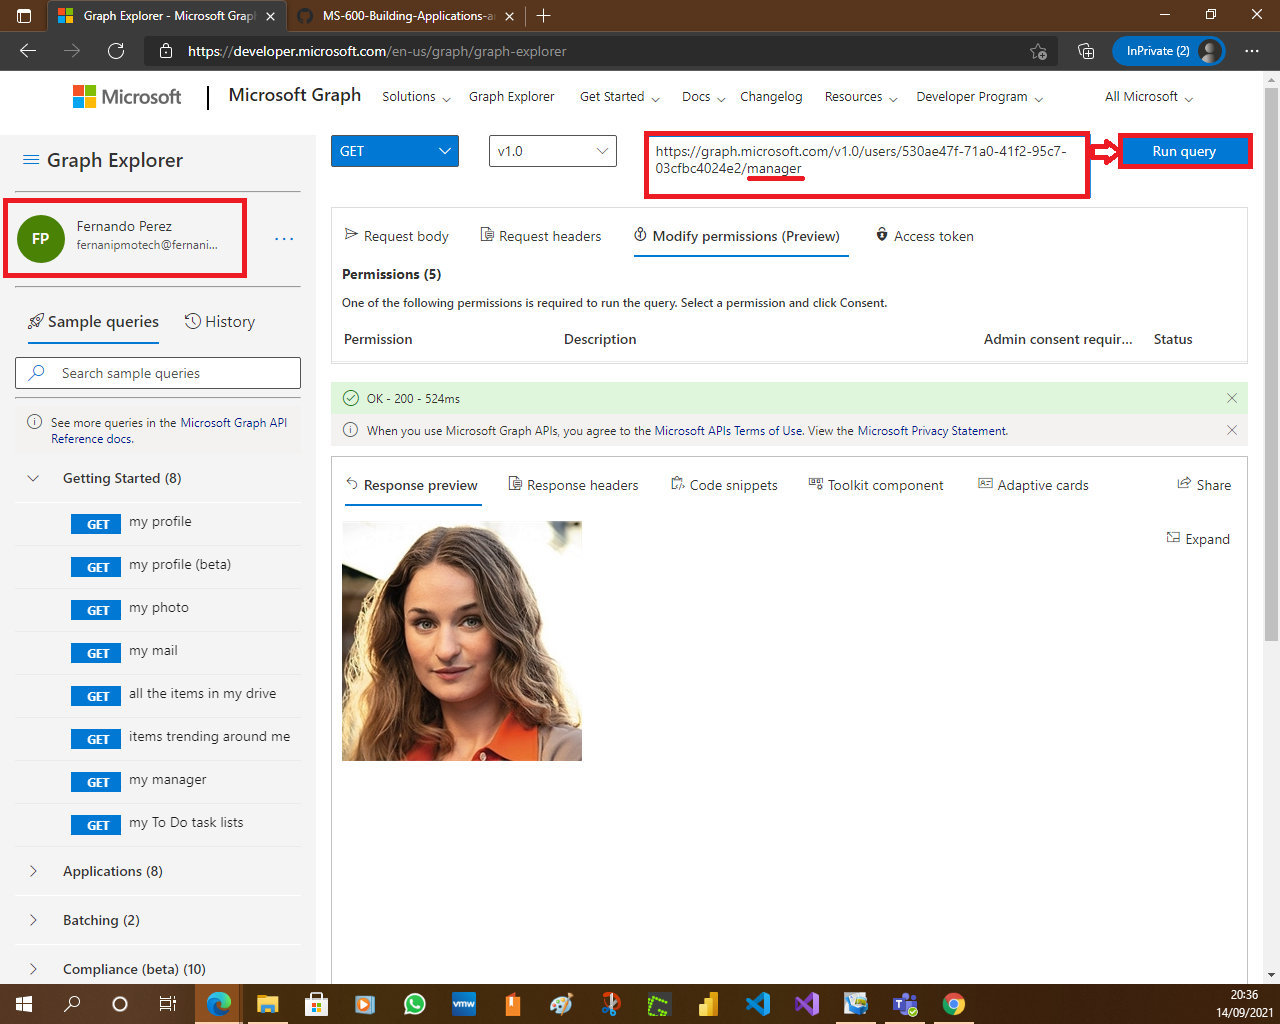 Graph Explorer - Microsoft Graph
MS-600-Building-Applications-a
https://developer.microsoft.com/en-us/graph/graph-explorer
InPrivate (2)
Microsoft
Microsoft Graph
Solutions
Graph Explorer
Get Started
Docs
Changelog
Resources
Developer Program
All Microsoft
Graph Explorer
GET
v1.0
https://graph.microsoft.com/v1.0/users/530ae47f-71a0-41f2-95c7-
03cfbc4024e2/manager
Run query
FP
Fernando Perez
fernanipmotech@fernani...
...
Request body
Request headers
Modify permissions (Preview)
Access token
Permissions (5)
One of the following permissions is required to run the query. Select a permission and click Consent.
Permission
Description
Admin consent requir...
Status
Sample queries
History
Search sample queries
See more queries in the Microsoft Graph API
Reference docs.
OK - 200 - 524ms
When you use Microsoft Graph APIs, you agree to the Microsoft APIs Terms of Use. View the Microsoft Privacy Statement.
Response preview
Response headers
Code snippets
Toolkit component
Adaptive cards
Share
Expand
Getting Started (8)
GET my profile
GET my profile (beta)
GET my photo
GET my mail
GET all the items in my drive
GET items trending around me
GET my manager
GET my To Do task lists
Applications (8)
Batching (2)
Compliance (beta) (10)
vmw
20:36
14/09/2021